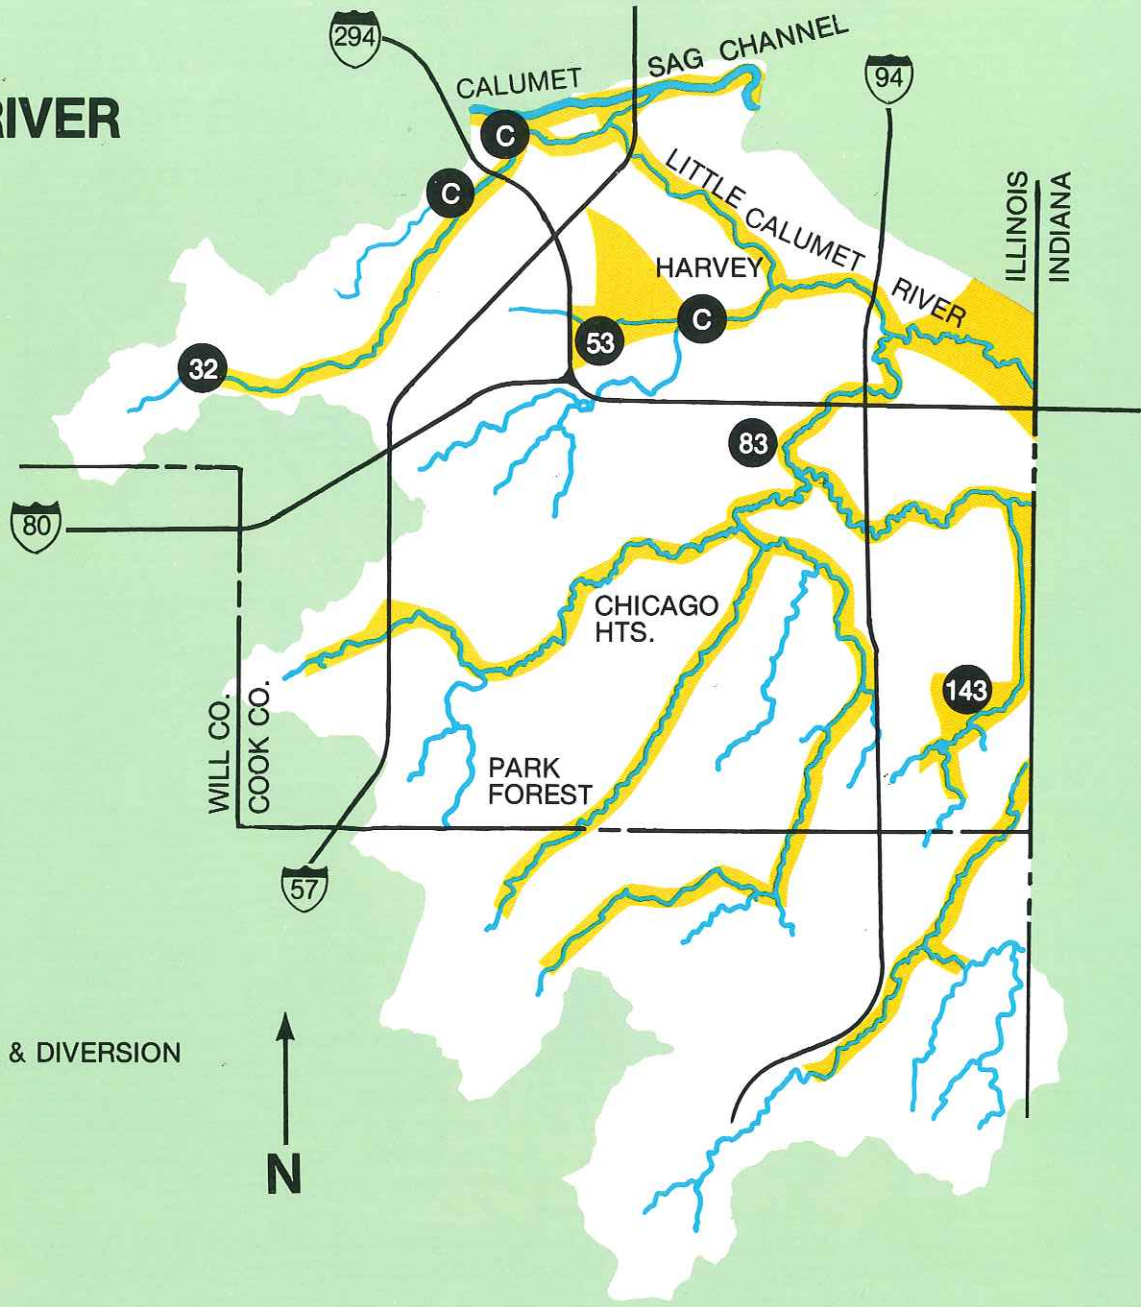 294
CALUMET SAG CHANNEL
94
RIVER
C
C
LITTLE CALUMET RIVER
ILLINOIS
INDIANA
HARVEY
C
53
32
83
80
CHICAGO
HTS.
143
WILL CO.
COOK CO.
PARK
FOREST
57
& DIVERSION
N